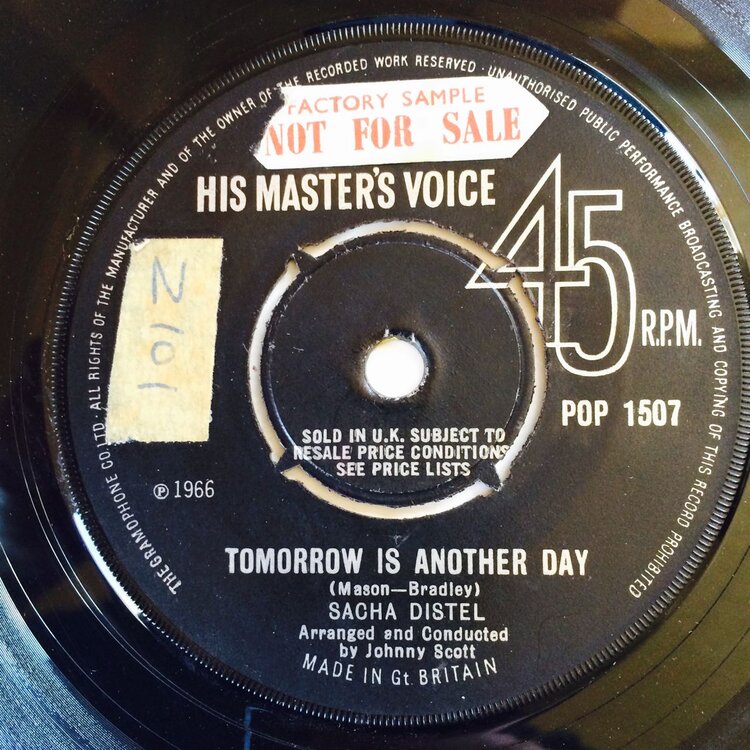 THE GRAMOPHONE CO. LTD. ALL RIGHTS OF THE MANUFACTURER AND OF THE OWNER OF THE RECORDED WORK RESERVED · UNAUTHORISED PUBLIC PERFORMANCE BROADCASTING AND COPYING OF THIS RECORD PROHIBITED
FACTORY SAMPLE
NOT FOR SALE
HIS MASTER'S VOICE
45 R.P.M.
POP 1507
SOLD IN U.K. SUBJECT TO
RESALE PRICE CONDITIONS
SEE PRICE LISTS
℗ 1966
TOMORROW IS ANOTHER DAY
(Mason—Bradley)
SACHA DISTEL
Arranged and Conducted
by Johnny Scott
MADE IN Gt. BRITAIN